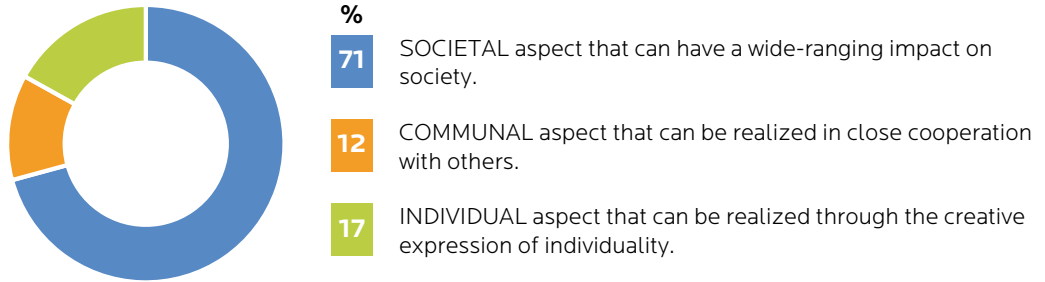 %
71
SOCIETAL aspect that can have a wide-ranging impact on
society.
12
COMMUNAL aspect that can be realized in close cooperation
with others.
17
INDIVIDUAL aspect that can be realized through the creative
expression of individuality.